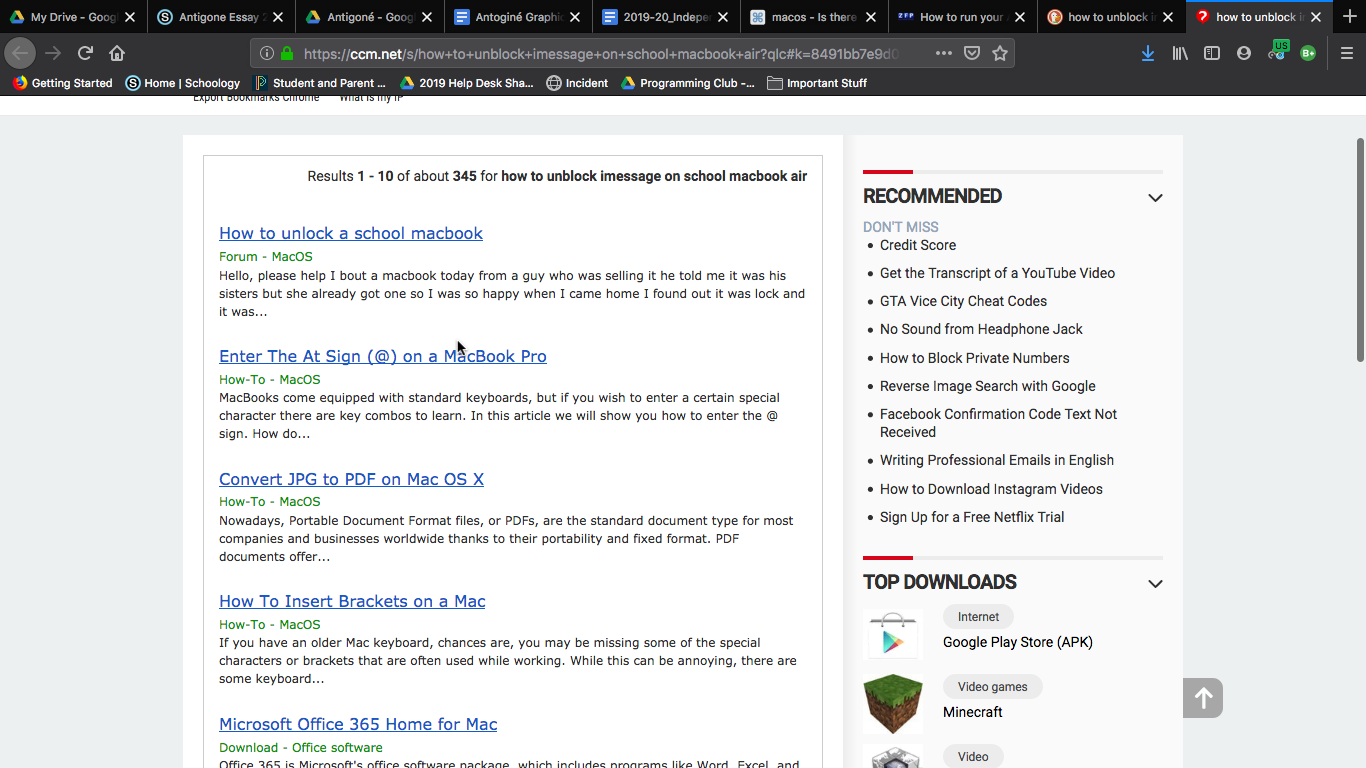 My Drive - Googl
Antigone Essay 2
Antigoné - Goog
Antoginé Graphic
2019-20_Indepen
macos - Is there
ZFP How to run your
how to unblock i
how to unblock i
https://ccm.net/s/how+to+unblock+imessage+on+school+macbook+air?qlc#k=8491bb7e9d0
US
B+
Getting Started
Home | Schoology
Student and Parent ...
2019 Help Desk Sha...
Incident
Programming Club -...
Important Stuff
Export Bookmarks Chrome
What is my IP
Results 1 - 10 of about 345 for how to unblock imessage on school macbook air
How to unlock a school macbook
Forum - MacOS
Hello, please help I bout a macbook today from a guy who was selling it he told me it was his
sisters but she already got one so I was so happy when I came home I found out it was lock and
it was...
Enter The At Sign (@) on a MacBook Pro
How-To - MacOS
MacBooks come equipped with standard keyboards, but if you wish to enter a certain special
character there are key combos to learn. In this article we will show you how to enter the @
sign. How do...
Convert JPG to PDF on Mac OS X
How-To - MacOS
Nowadays, Portable Document Format files, or PDFs, are the standard document type for most
companies and businesses worldwide thanks to their portability and fixed format. PDF
documents offer...
How To Insert Brackets on a Mac
How-To - MacOS
If you have an older Mac keyboard, chances are, you may be missing some of the special
characters or brackets that are often used while working. While this can be annoying, there are
some keyboard...
Microsoft Office 365 Home for Mac
Download - Office software
Office 365 is Microsoft's office software package, which includes programs like Word, Excel, and
RECOMMENDED
DON'T MISS
Credit Score
Get the Transcript of a YouTube Video
GTA Vice City Cheat Codes
No Sound from Headphone Jack
How to Block Private Numbers
Reverse Image Search with Google
Facebook Confirmation Code Text Not
Received
Writing Professional Emails in English
How to Download Instagram Videos
Sign Up for a Free Netflix Trial
TOP DOWNLOADS
Internet
Google Play Store (APK)
Video games
Minecraft
Video